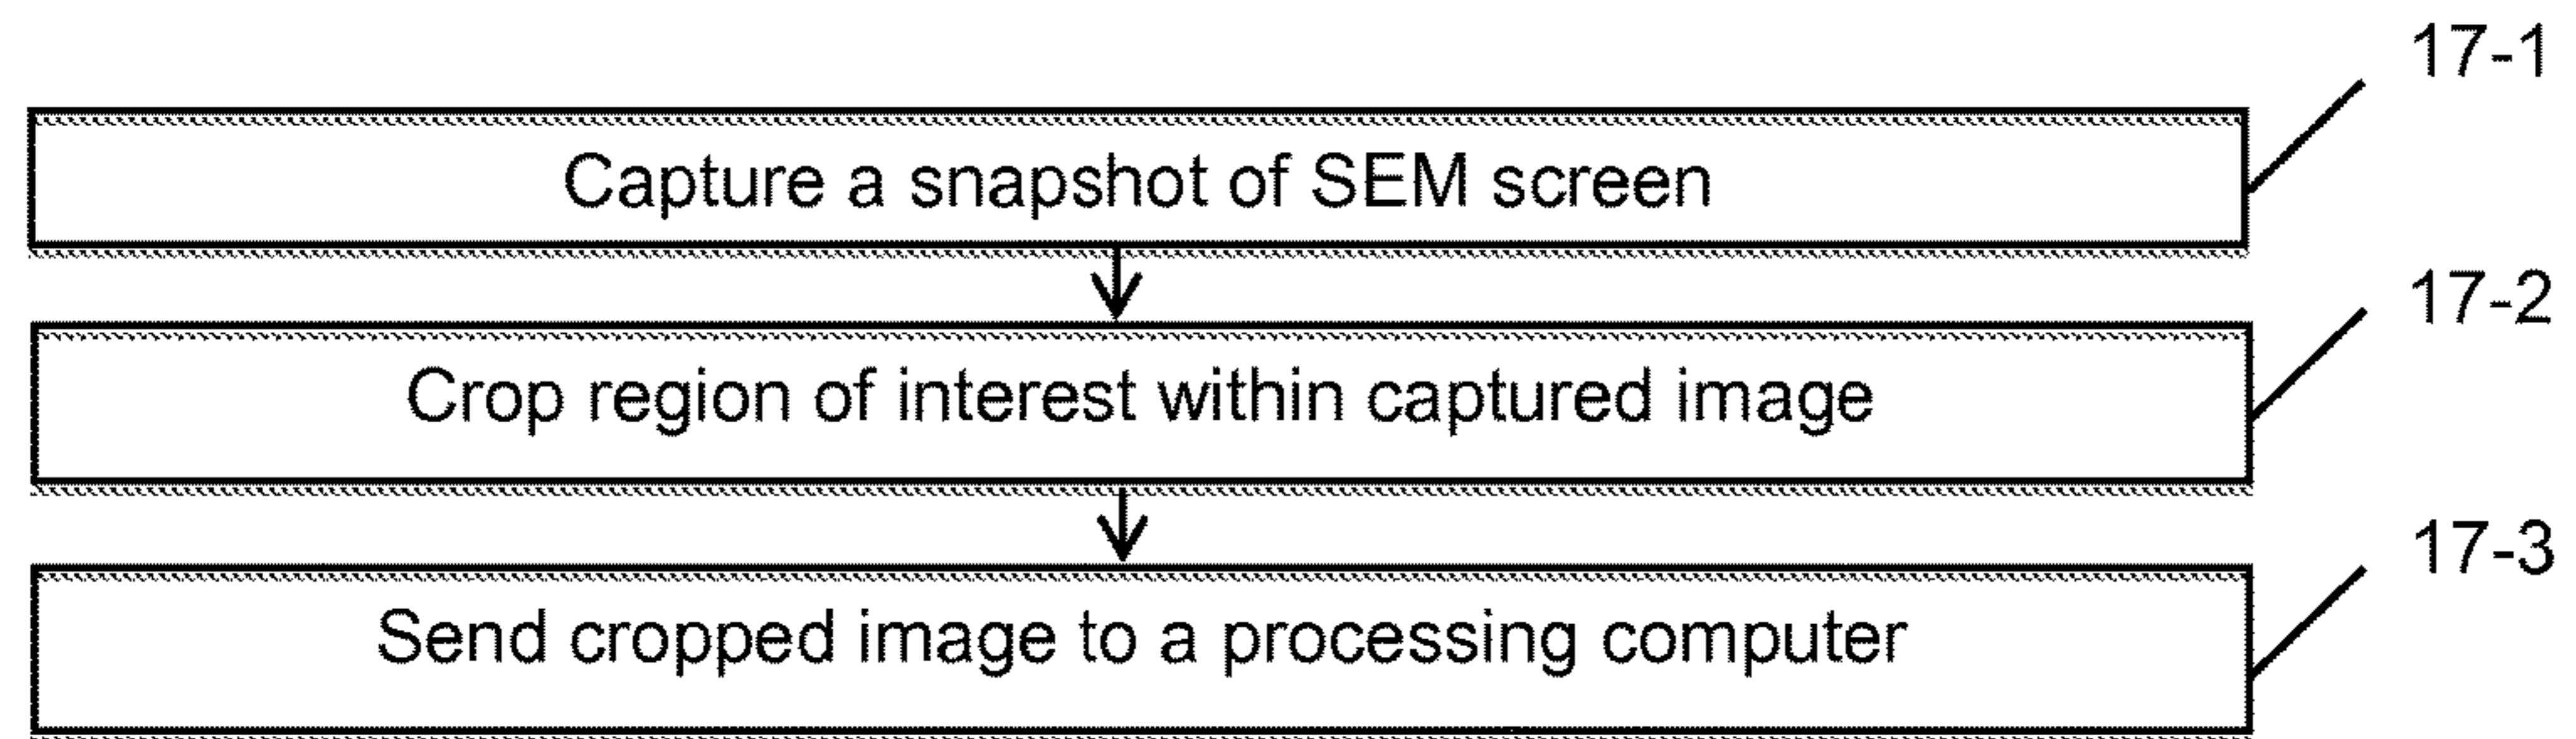 17-1
Capture a snapshot of SEM screen
17-2
Crop region of interest within captured image
17-3
Send cropped image to a processing computer